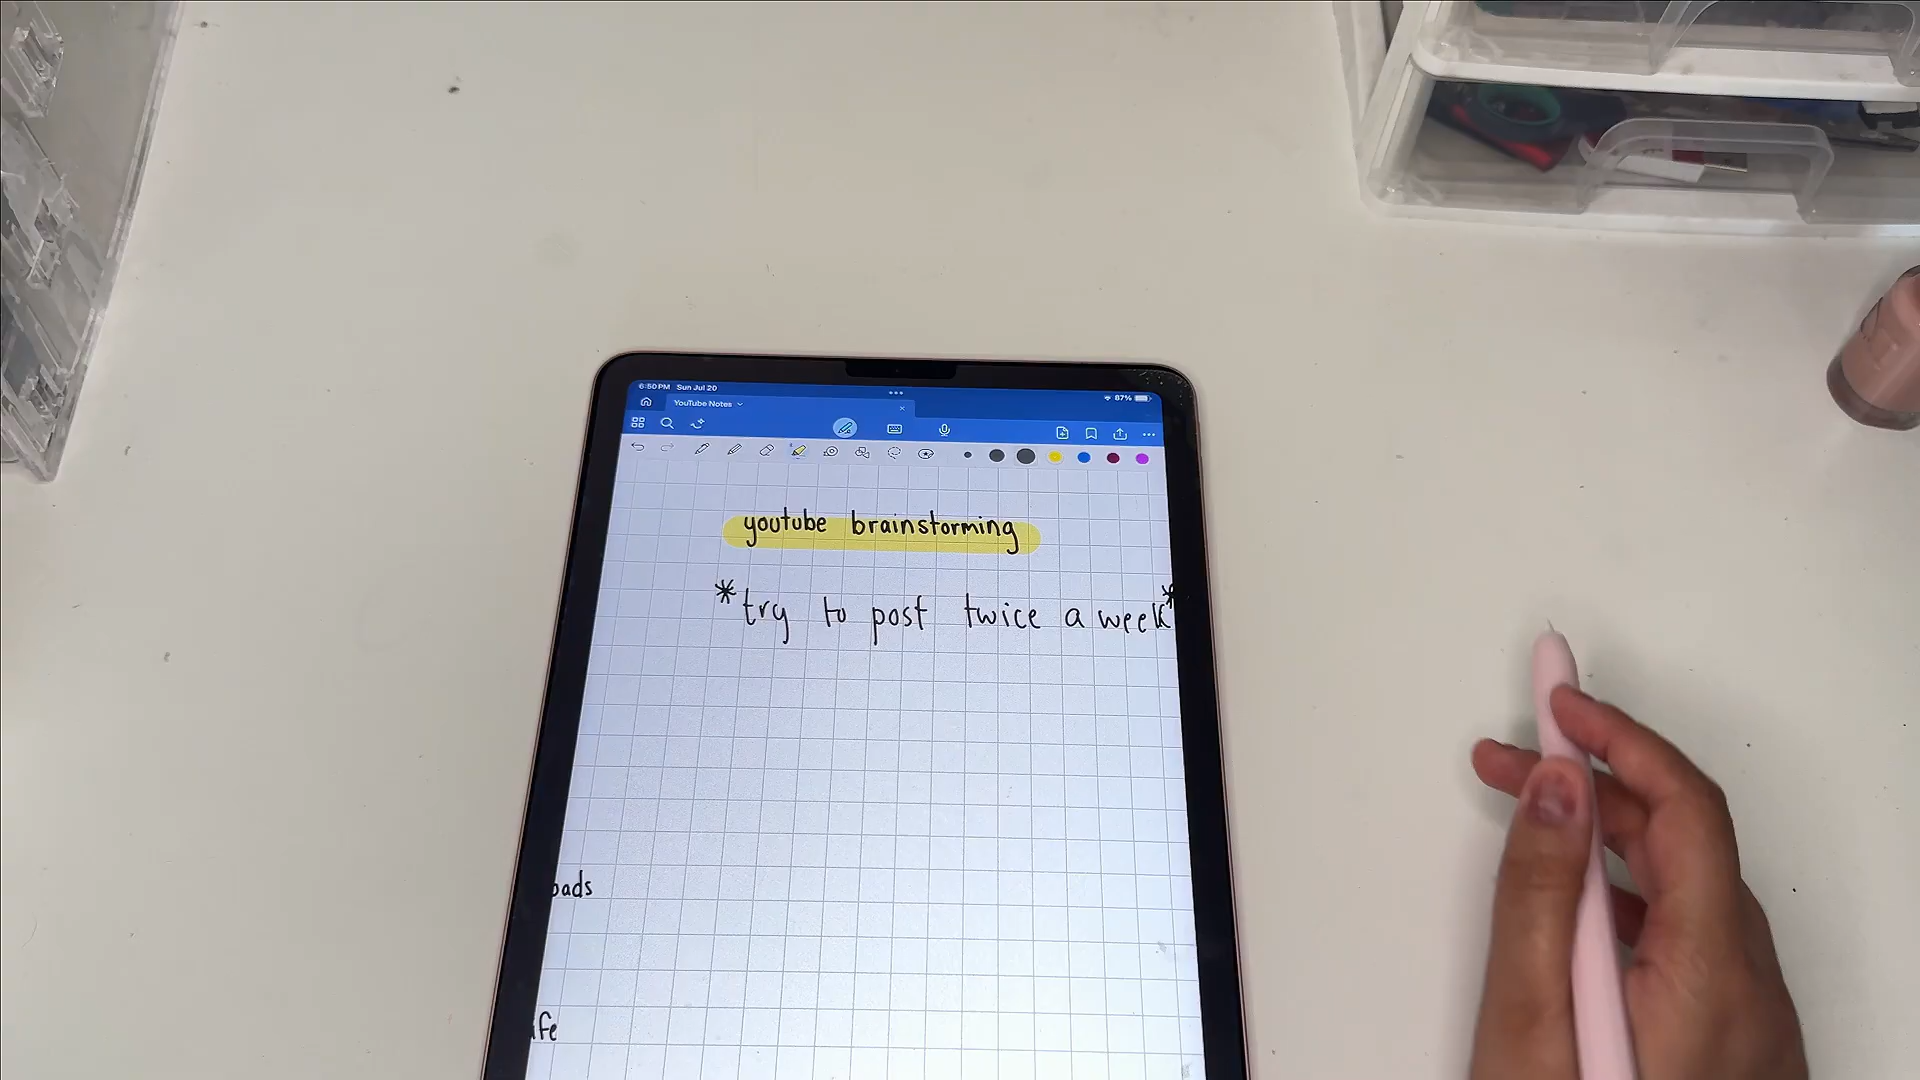 6:50 PM Sun Jul 20
87%
YouTube Notes
youtube brainstorming
*try to post twice a week*
oads
ife